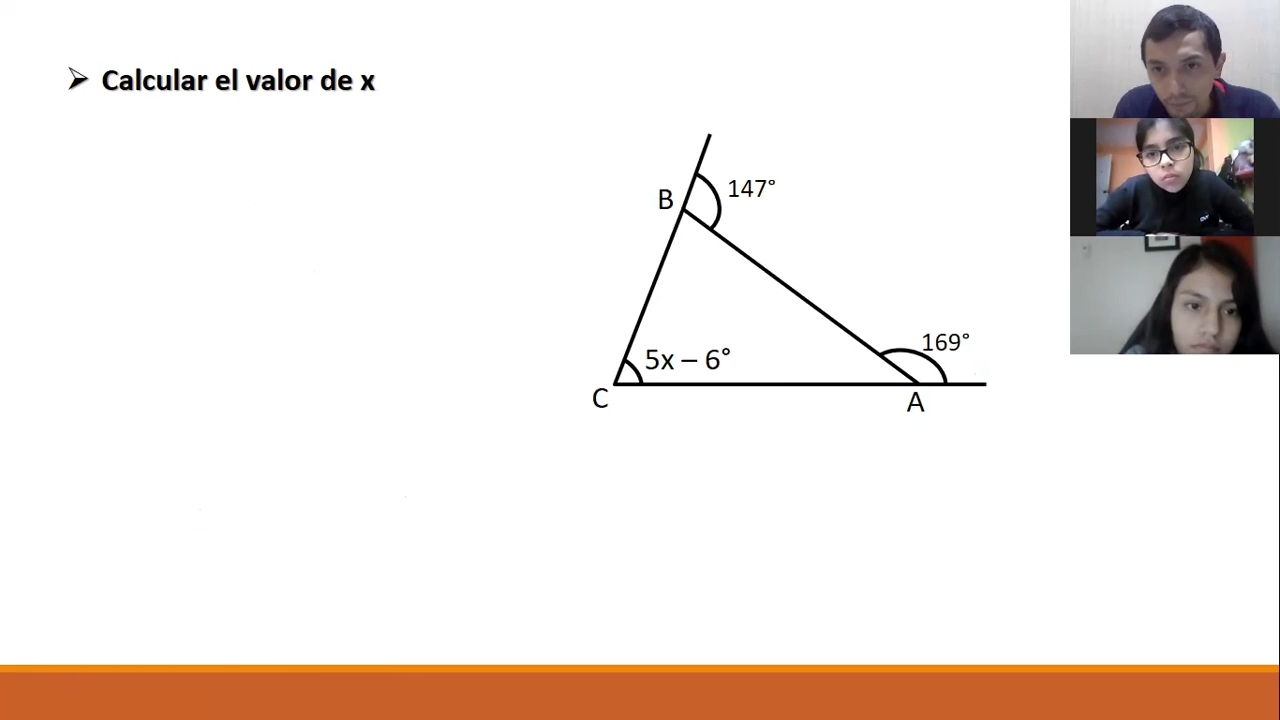 Calcular el valor de x
B
147°
169°
5x – 6°
C
A